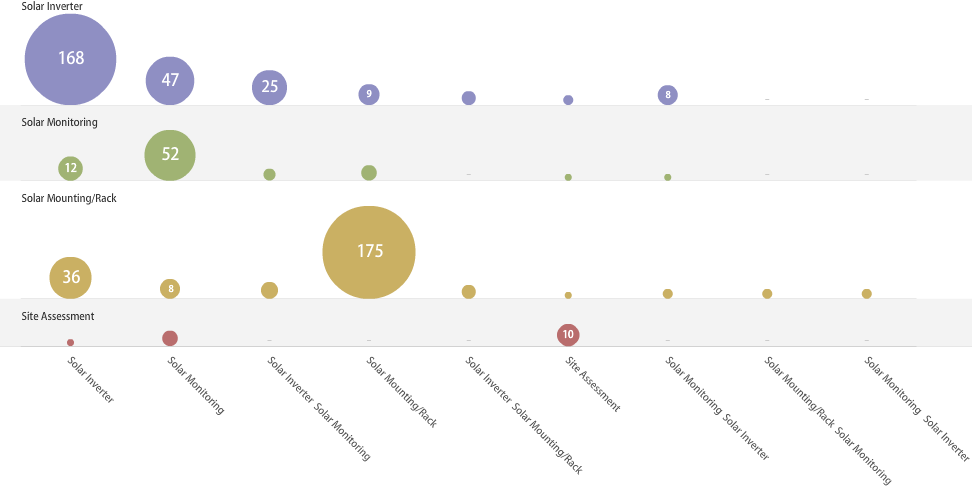 Solar Inverter
168
47
25
9
8
Solar Monitoring
12
52
Solar Mounting/Rack
36
8
175
Site Assessment
10
Solar Inverter
Solar Monitoring
Solar Inverter Solar Monitoring
Solar Mounting/Rack
Solar Inverter Solar Mounting/Rack
Site Assessment
Solar Monitoring Solar Inverter
Solar Mounting/Rack Solar Monitoring
Solar Monitoring Solar Inverter